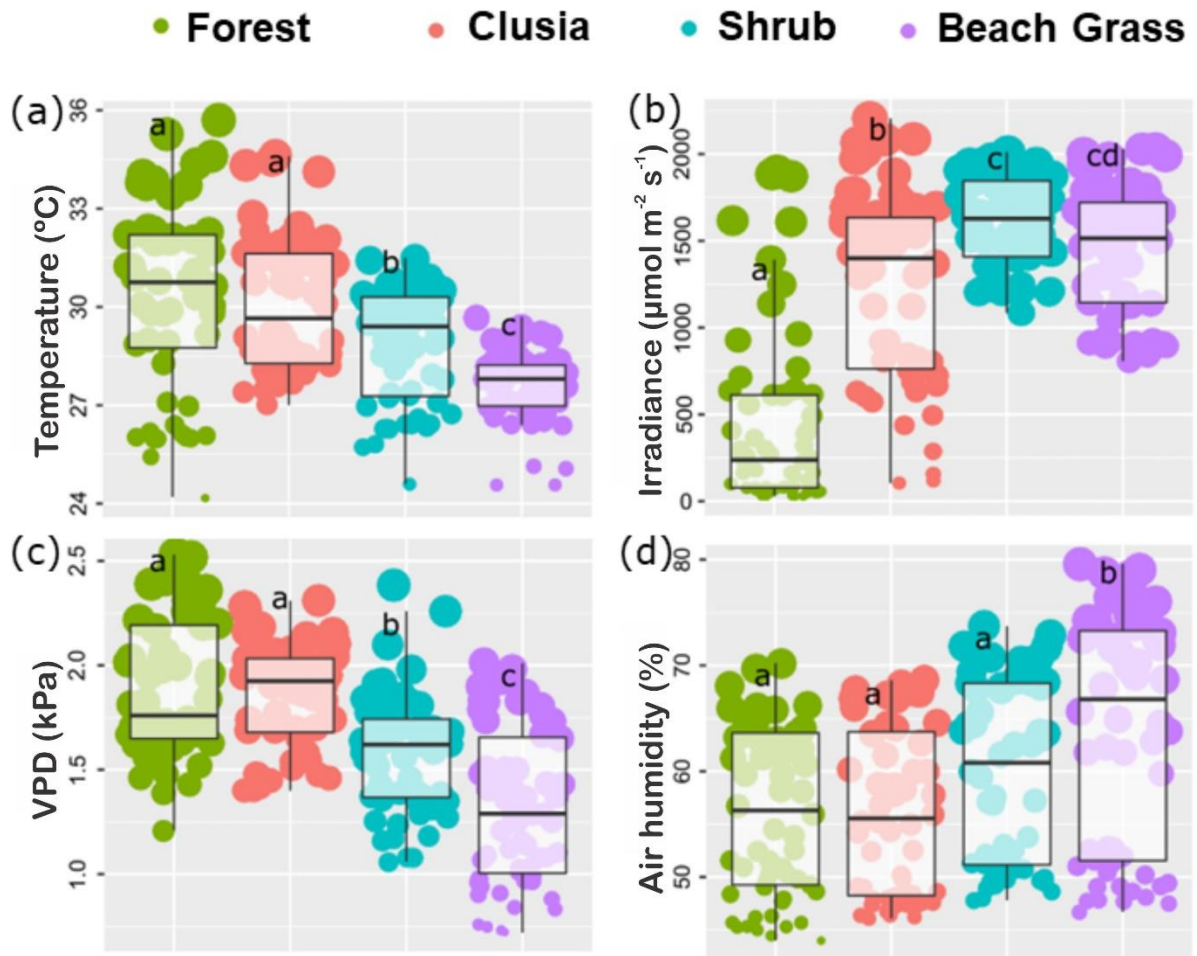 Forest Clusia Shrub Beach Grass
(a)
Temperature (ºC)
36
33
30
27
24
a
a
b
c
(b)
Irradiance (µmol m⁻² s⁻¹)
2000
1500
1000
500
0
a
b
c
cd
(c)
VPD (kPa)
2.5
2.0
1.5
1.0
a
a
b
c
(d)
Air humidity (%)
80
70
60
50
a
a
a
b